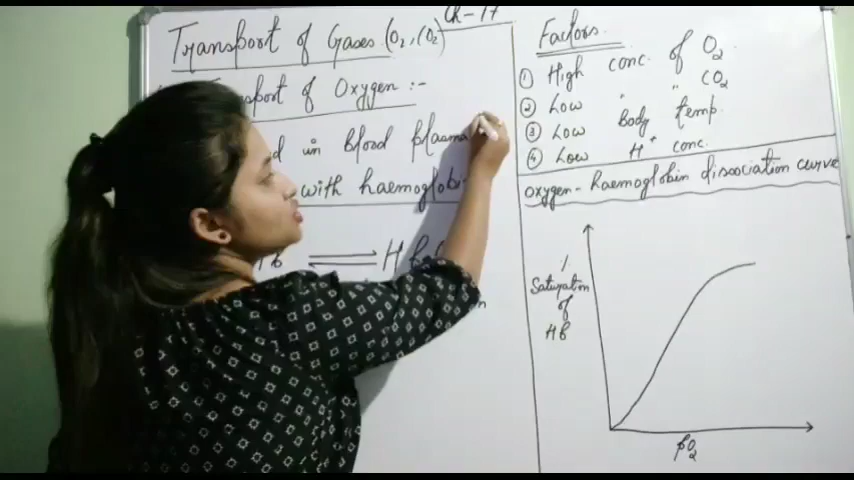 Ch-17
Transport of Gases (O2, CO2)
of Oxygen :-
in blood plasma
with haemoglobin
Factors
① High conc. of O2
② Low " " CO2
③ Low Body temp.
④ Low H+ conc.
Oxygen-haemoglobin dissociation curve
% Saturation of Hb
pO2